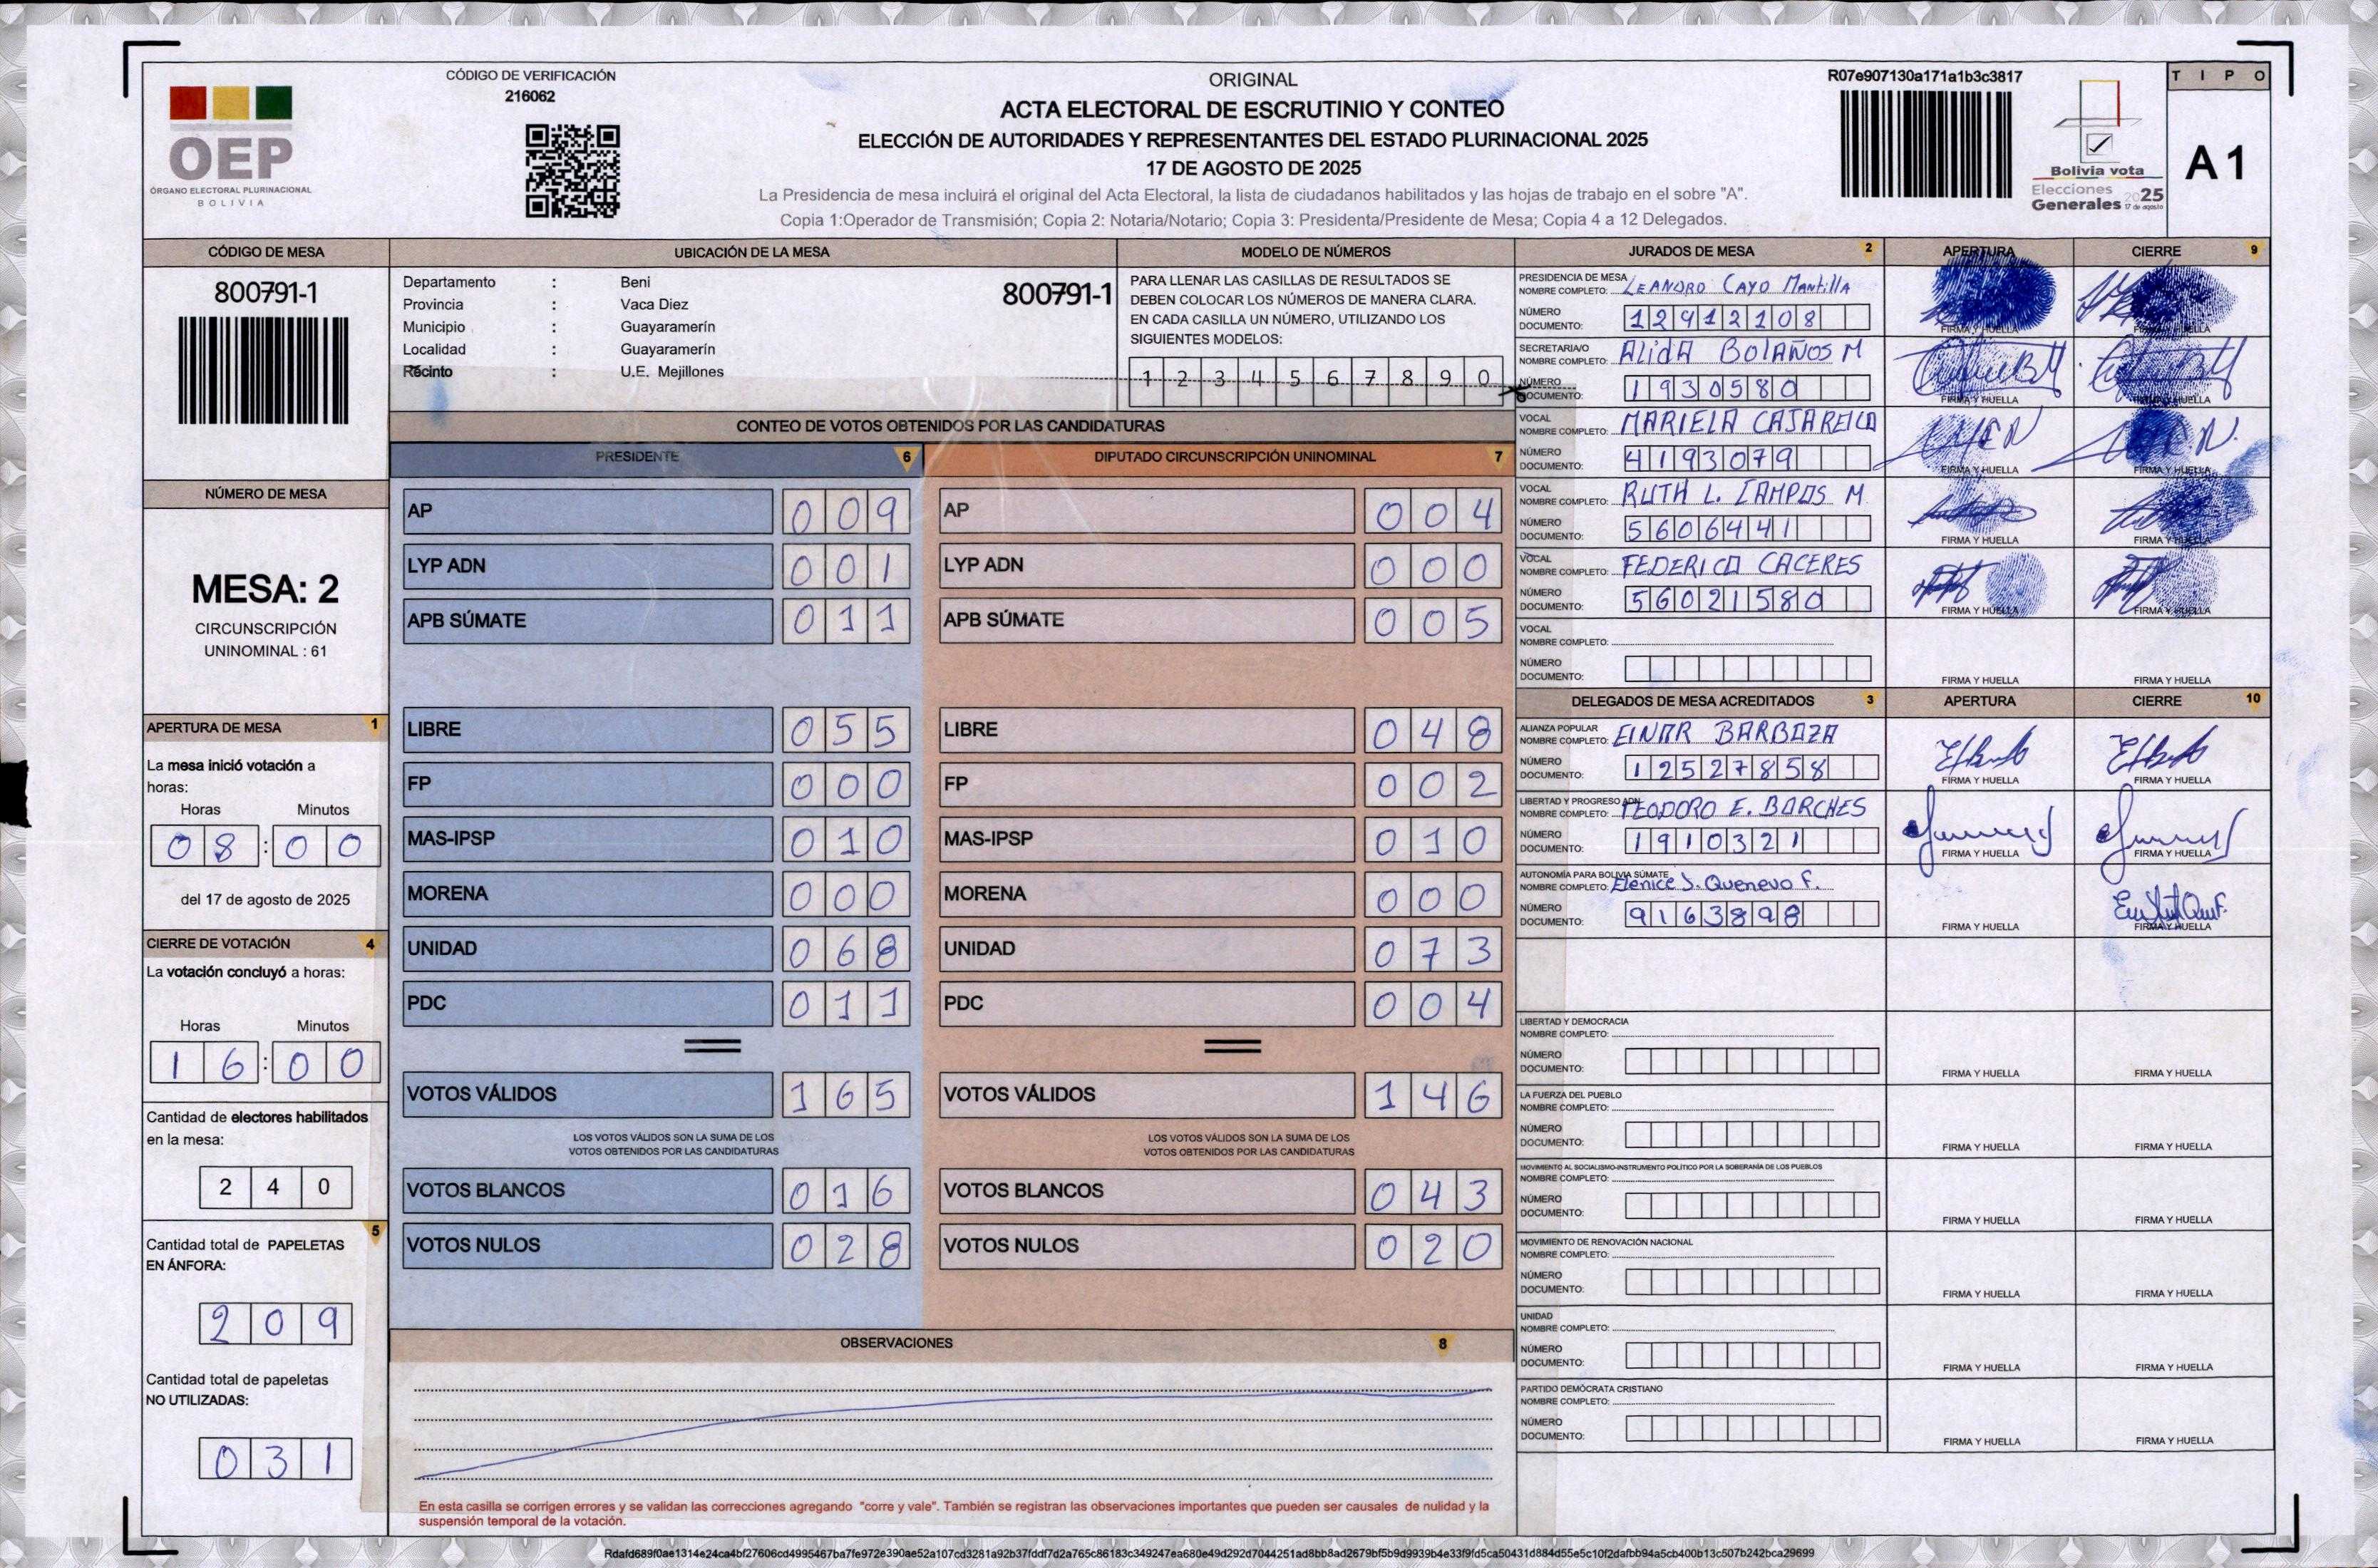 CÓDIGO DE VERIFICACIÓN
216062
OEP
ÓRGANO ELECTORAL PLURINACIONAL
BOLIVIA
ORIGINAL
ACTA ELECTORAL DE ESCRUTINIO Y CONTEO
ELECCIÓN DE AUTORIDADES Y REPRESENTANTES DEL ESTADO PLURINACIONAL 2025
17 DE AGOSTO DE 2025
La Presidencia de mesa incluirá el original del Acta Electoral, la lista de ciudadanos habilitados y las hojas de trabajo en el sobre "A".
Copia 1:Operador de Transmisión; Copia 2: Notaria/Notario; Copia 3: Presidenta/Presidente de Mesa; Copia 4 a 12 Delegados.
R07e907130a171a1b3c3817
Bolivia vota
Elecciones
Generales 2025
17 de agosto
TIPO
A 1
CÓDIGO DE MESA
800791-1
NÚMERO DE MESA
MESA: 2
CIRCUNSCRIPCIÓN
UNINOMINAL : 61
APERTURA DE MESA 1
La mesa inició votación a
horas:
Horas Minutos
08:00
del 17 de agosto de 2025
CIERRE DE VOTACIÓN 4
La votación concluyó a horas:
Horas Minutos
16:00
Cantidad de electores habilitados
en la mesa:
240
5
Cantidad total de PAPELETAS
EN ÁNFORA:
209
Cantidad total de papeletas
NO UTILIZADAS:
031
UBICACIÓN DE LA MESA
Departamento : Beni
800791-1
Provincia : Vaca Diez
Municipio : Guayaramerín
Localidad : Guayaramerín
Recinto : U.E. Mejillones
MODELO DE NÚMEROS
PARA LLENAR LAS CASILLAS DE RESULTADOS SE
DEBEN COLOCAR LOS NÚMEROS DE MANERA CLARA.
EN CADA CASILLA UN NÚMERO, UTILIZANDO LOS
SIGUIENTES MODELOS:
1 2 3 4 5 6 7 8 9 0
CONTEO DE VOTOS OBTENIDOS POR LAS CANDIDATURAS
PRESIDENTE 6
AP 009
LYP ADN 001
APB SÚMATE 011
LIBRE 055
FP 000
MAS-IPSP 010
MORENA 000
UNIDAD 068
PDC 011
VOTOS VÁLIDOS 165
LOS VOTOS VÁLIDOS SON LA SUMA DE LOS
VOTOS OBTENIDOS POR LAS CANDIDATURAS
VOTOS BLANCOS 016
VOTOS NULOS 028
DIPUTADO CIRCUNSCRIPCIÓN UNINOMINAL 7
AP 004
LYP ADN 000
APB SÚMATE 005
LIBRE 048
FP 002
MAS-IPSP 010
MORENA 000
UNIDAD 073
PDC 004
VOTOS VÁLIDOS 146
LOS VOTOS VÁLIDOS SON LA SUMA DE LOS
VOTOS OBTENIDOS POR LAS CANDIDATURAS
VOTOS BLANCOS 043
VOTOS NULOS 020
OBSERVACIONES 8
En esta casilla se corrigen errores y se validan las correcciones agregando "corre y vale". También se registran las observaciones importantes que pueden ser causales de nulidad y la
suspensión temporal de la votación.
JURADOS DE MESA 2 APERTURA CIERRE 9
PRESIDENCIA DE MESA
NOMBRE COMPLETO: LEANDRO CAYO Mantilla
NÚMERO
DOCUMENTO: 12412108
FIRMA Y HUELLA FIRMA Y HUELLA
SECRETARIA/O
NOMBRE COMPLETO: AlidA BOlAÑOS M
NÚMERO
DOCUMENTO: 1930580
FIRMA Y HUELLA FIRMA Y HUELLA
VOCAL
NOMBRE COMPLETO: MARIELA
NÚMERO
DOCUMENTO: 4193079
FIRMA Y HUELLA FIRMA Y HUELLA
VOCAL
NOMBRE COMPLETO: RUTH L. CAMPOS M
NÚMERO
DOCUMENTO: 5606441
FIRMA Y HUELLA FIRMA Y HUELLA
VOCAL
NOMBRE COMPLETO: FEDERICO CACERES
NÚMERO
DOCUMENTO: 56021580
FIRMA Y HUELLA FIRMA Y HUELLA
VOCAL
NOMBRE COMPLETO:
NÚMERO
DOCUMENTO:
FIRMA Y HUELLA FIRMA Y HUELLA
DELEGADOS DE MESA ACREDITADOS 3 APERTURA CIERRE 10
ALIANZA POPULAR
NOMBRE COMPLETO: EINAR BARBOZA
NÚMERO
DOCUMENTO: 12527858
FIRMA Y HUELLA FIRMA Y HUELLA
LIBERTAD Y PROGRESO ADN
NOMBRE COMPLETO: TEODORO E. BORCHES
NÚMERO
DOCUMENTO: 1910321
FIRMA Y HUELLA FIRMA Y HUELLA
AUTONOMÍA PARA BOLIVIA SÚMATE
NOMBRE COMPLETO: Elenice J. Quenevo F.
NÚMERO
DOCUMENTO: 9163898
FIRMA Y HUELLA FIRMA Y HUELLA
LIBERTAD Y DEMOCRACIA
NOMBRE COMPLETO:
NÚMERO
DOCUMENTO:
FIRMA Y HUELLA FIRMA Y HUELLA
LA FUERZA DEL PUEBLO
NOMBRE COMPLETO:
NÚMERO
DOCUMENTO:
FIRMA Y HUELLA FIRMA Y HUELLA
MOVIMIENTO AL SOCIALISMO-INSTRUMENTO POLÍTICO POR LA SOBERANÍA DE LOS PUEBLOS
NOMBRE COMPLETO:
NÚMERO
DOCUMENTO:
FIRMA Y HUELLA FIRMA Y HUELLA
MOVIMIENTO DE RENOVACIÓN NACIONAL
NOMBRE COMPLETO:
NÚMERO
DOCUMENTO:
FIRMA Y HUELLA FIRMA Y HUELLA
UNIDAD
NOMBRE COMPLETO:
NÚMERO
DOCUMENTO:
FIRMA Y HUELLA FIRMA Y HUELLA
PARTIDO DEMÓCRATA CRISTIANO
NOMBRE COMPLETO:
NÚMERO
DOCUMENTO:
FIRMA Y HUELLA FIRMA Y HUELLA